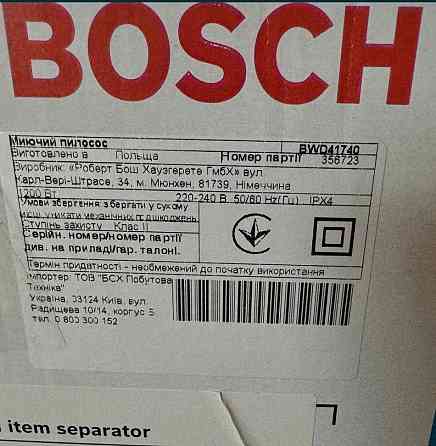 BOSCH
Миючий пилосос BWD41740
Виготовлено в Польща Номер партії 356723
Виробник: «Роберт Бош Хаузгерете ГмбХ» вул.
Карл-Вері-Штрасе, 34, м. Мюнхен, 81739, Німеччина
1700 Вт 220-240 В, 50/60 Hz(Гц) IPX4
Умови зберігання: зберігати у сухому
місці, уникати механічних пошкоджень.
Ступінь захисту Клас II
Серійн. номер/номер партії
див. на приладі/гар. талоні.
Термін придатності - необмежений до початку використання
Імпортер: ТОВ "БСХ Побутова
Техніка"
Україна, 03124 Київ, вул.
Радищева 10/14, корпус Б
тел. 0 800 300 152
item separator